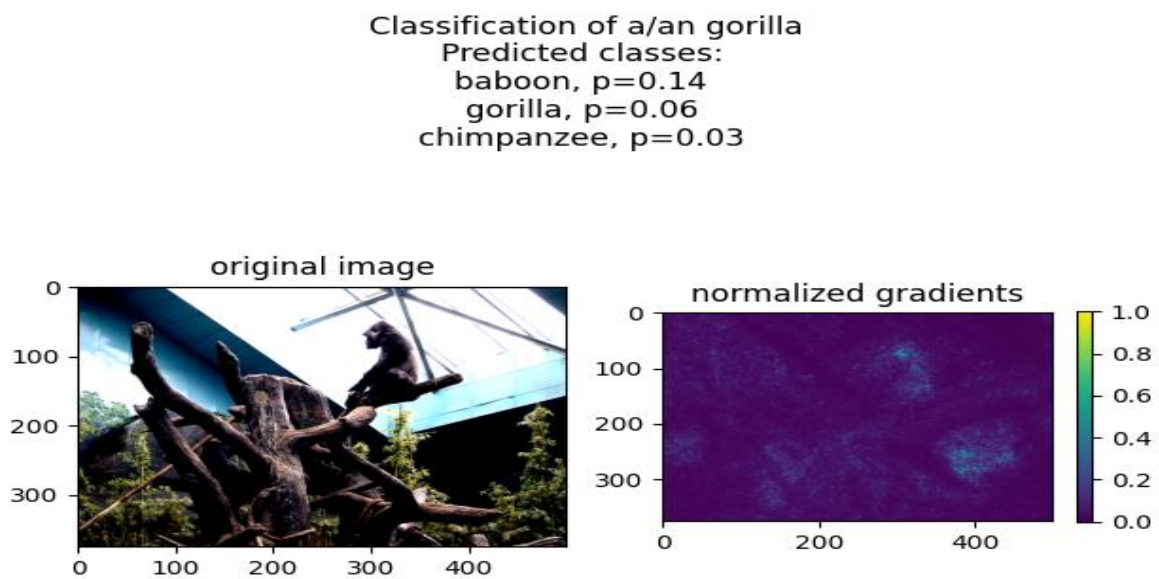 Classification of a/an gorilla
Predicted classes:
baboon, p=0.14
gorilla, p=0.06
chimpanzee, p=0.03
original image
0
100
200
300
0 100 200 300 400
normalized gradients
0
100
200
300
0 200 400
1.0
0.8
0.6
0.4
0.2
0.0